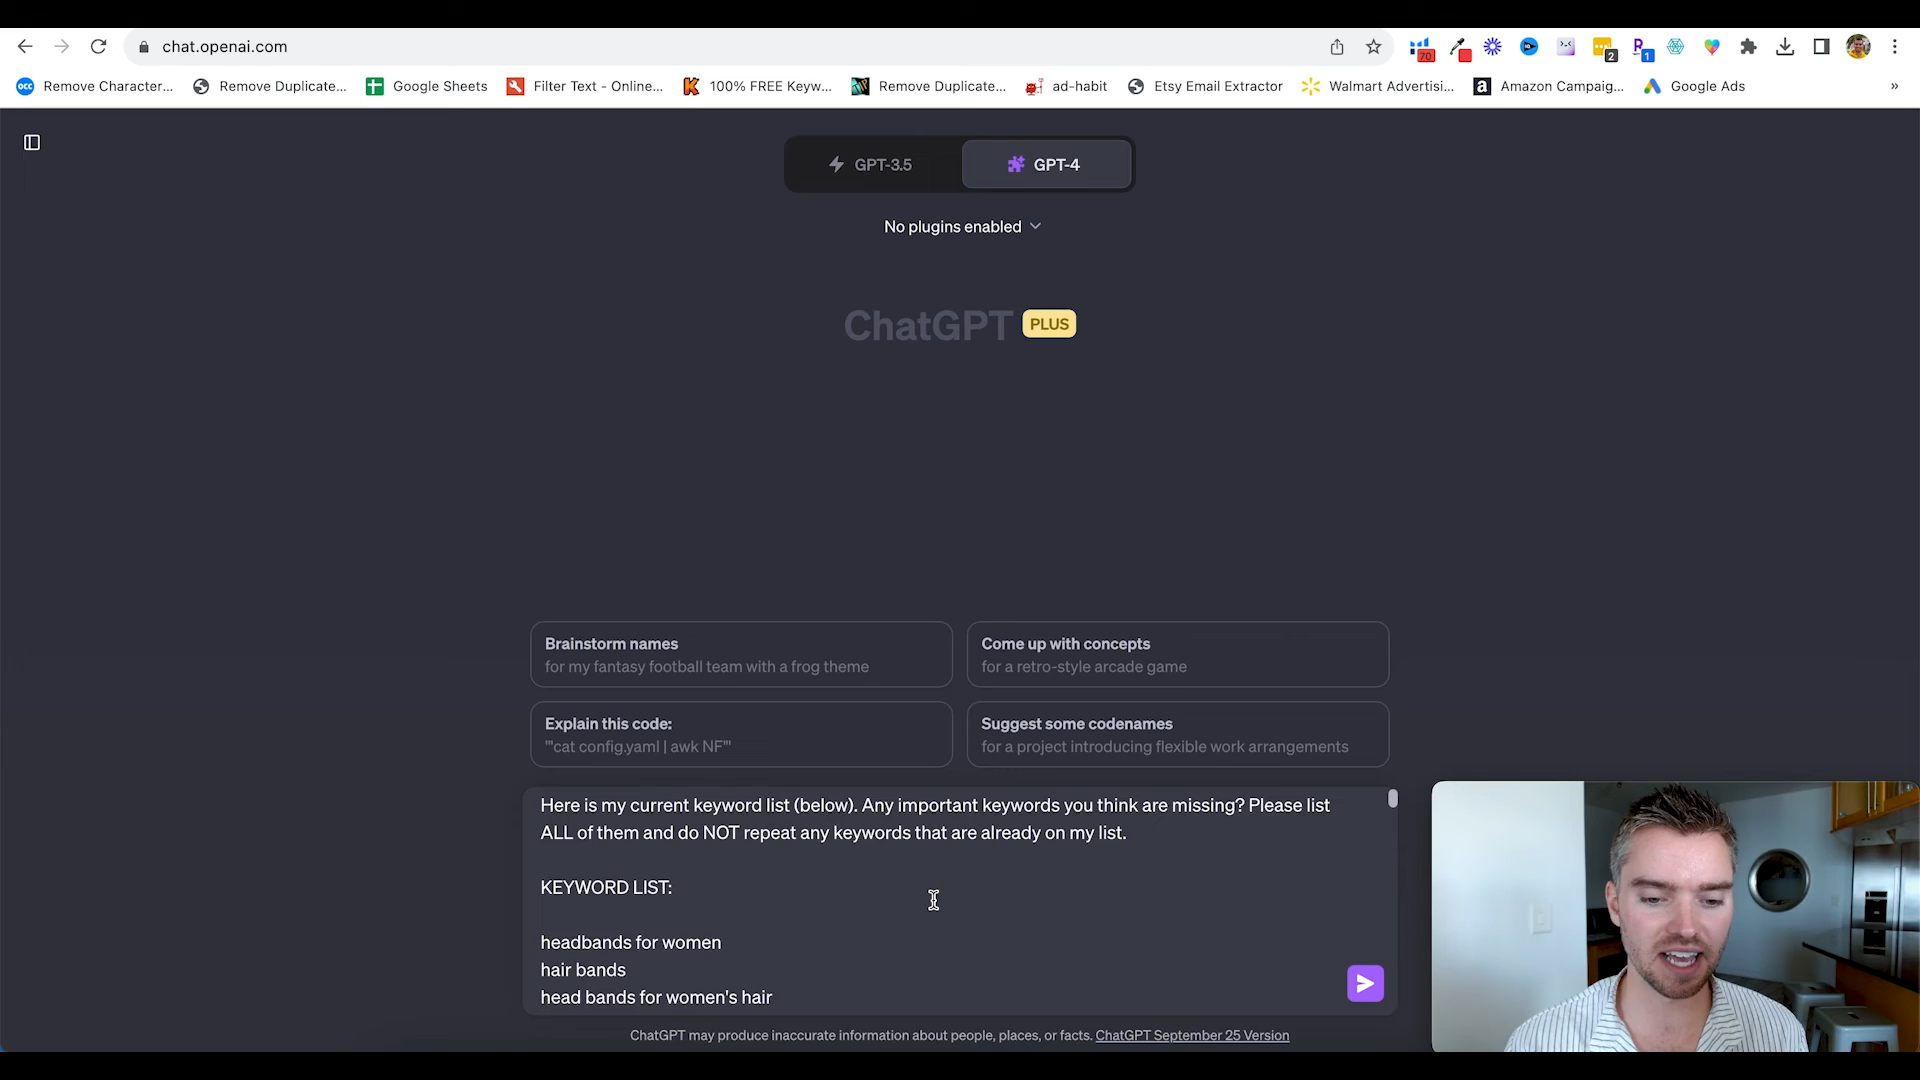 chat.openai.com
70
2
1
Remove Character...
Remove Duplicate...
Google Sheets
Filter Text - Online...
100% FREE Keyw...
Remove Duplicate...
ad-habit
Etsy Email Extractor
Walmart Advertisi...
Amazon Campaig...
Google Ads
»
GPT-3.5
GPT-4
No plugins enabled
ChatGPT PLUS
Brainstorm names
for my fantasy football team with a frog theme
Come up with concepts
for a retro-style arcade game
Explain this code:
"'cat config.yaml | awk NF'"
Suggest some codenames
for a project introducing flexible work arrangements
Here is my current keyword list (below). Any important keywords you think are missing? Please list
ALL of them and do NOT repeat any keywords that are already on my list.
KEYWORD LIST:
headbands for women
hair bands
head bands for women's hair
ChatGPT may produce inaccurate information about people, places, or facts. ChatGPT September 25 Version